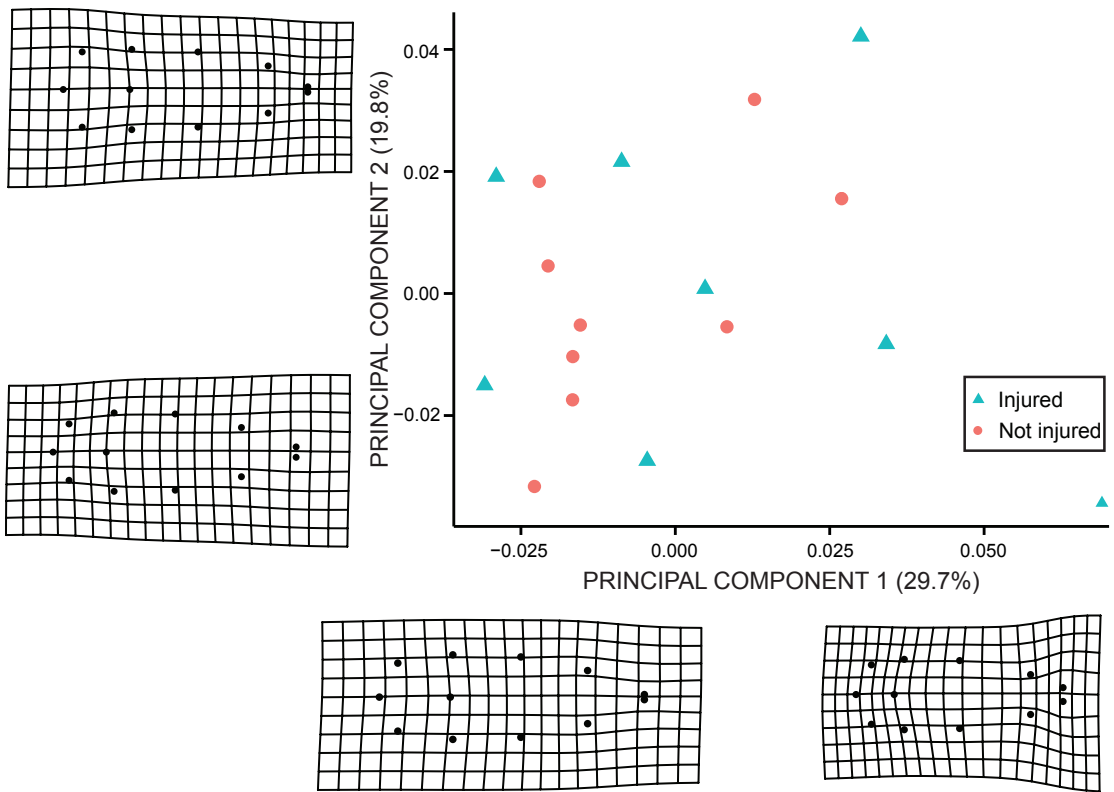 0.04
0.02
0.00
−0.02
PRINCIPAL COMPONENT 2 (19.8%)
Injured
Not injured
−0.025
0.000
0.025
0.050
PRINCIPAL COMPONENT 1 (29.7%)